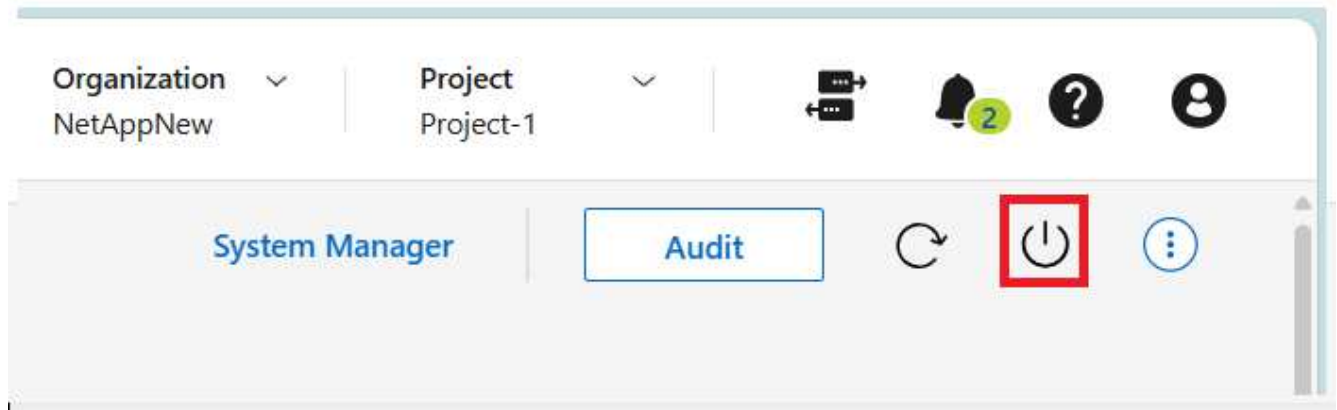 Organization
NetAppNew
Project
Project-1
2
System Manager
Audit